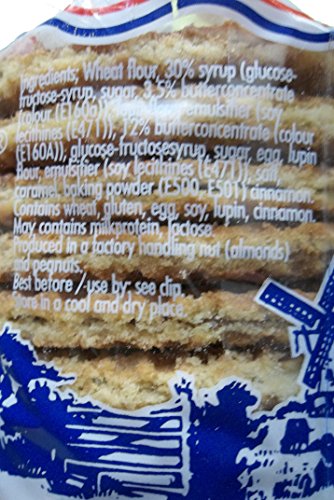 Ingredients: Wheat flour, 30% syrup (glucose-
fructose-syrup, sugar, 3,5% butterconcentrate
(colour (E160a)), emulsifier (soy
lecithines (E471)), 12% butterconcentrate (colour
(E160A)), glucose-fructosesyrup, sugar, egg, lupin
flour, emulsifier (soy lecithines (E471)), salt,
caramel, baking powder (E500, E501) cinnamon.
Contains wheat, gluten, egg, soy, lupin, cinnamon.
May contains milkprotein, lactose
Produced in a factory handling nut (almonds)
and peanuts.
Best before /use by: see clip
Store in a cool and dry place.